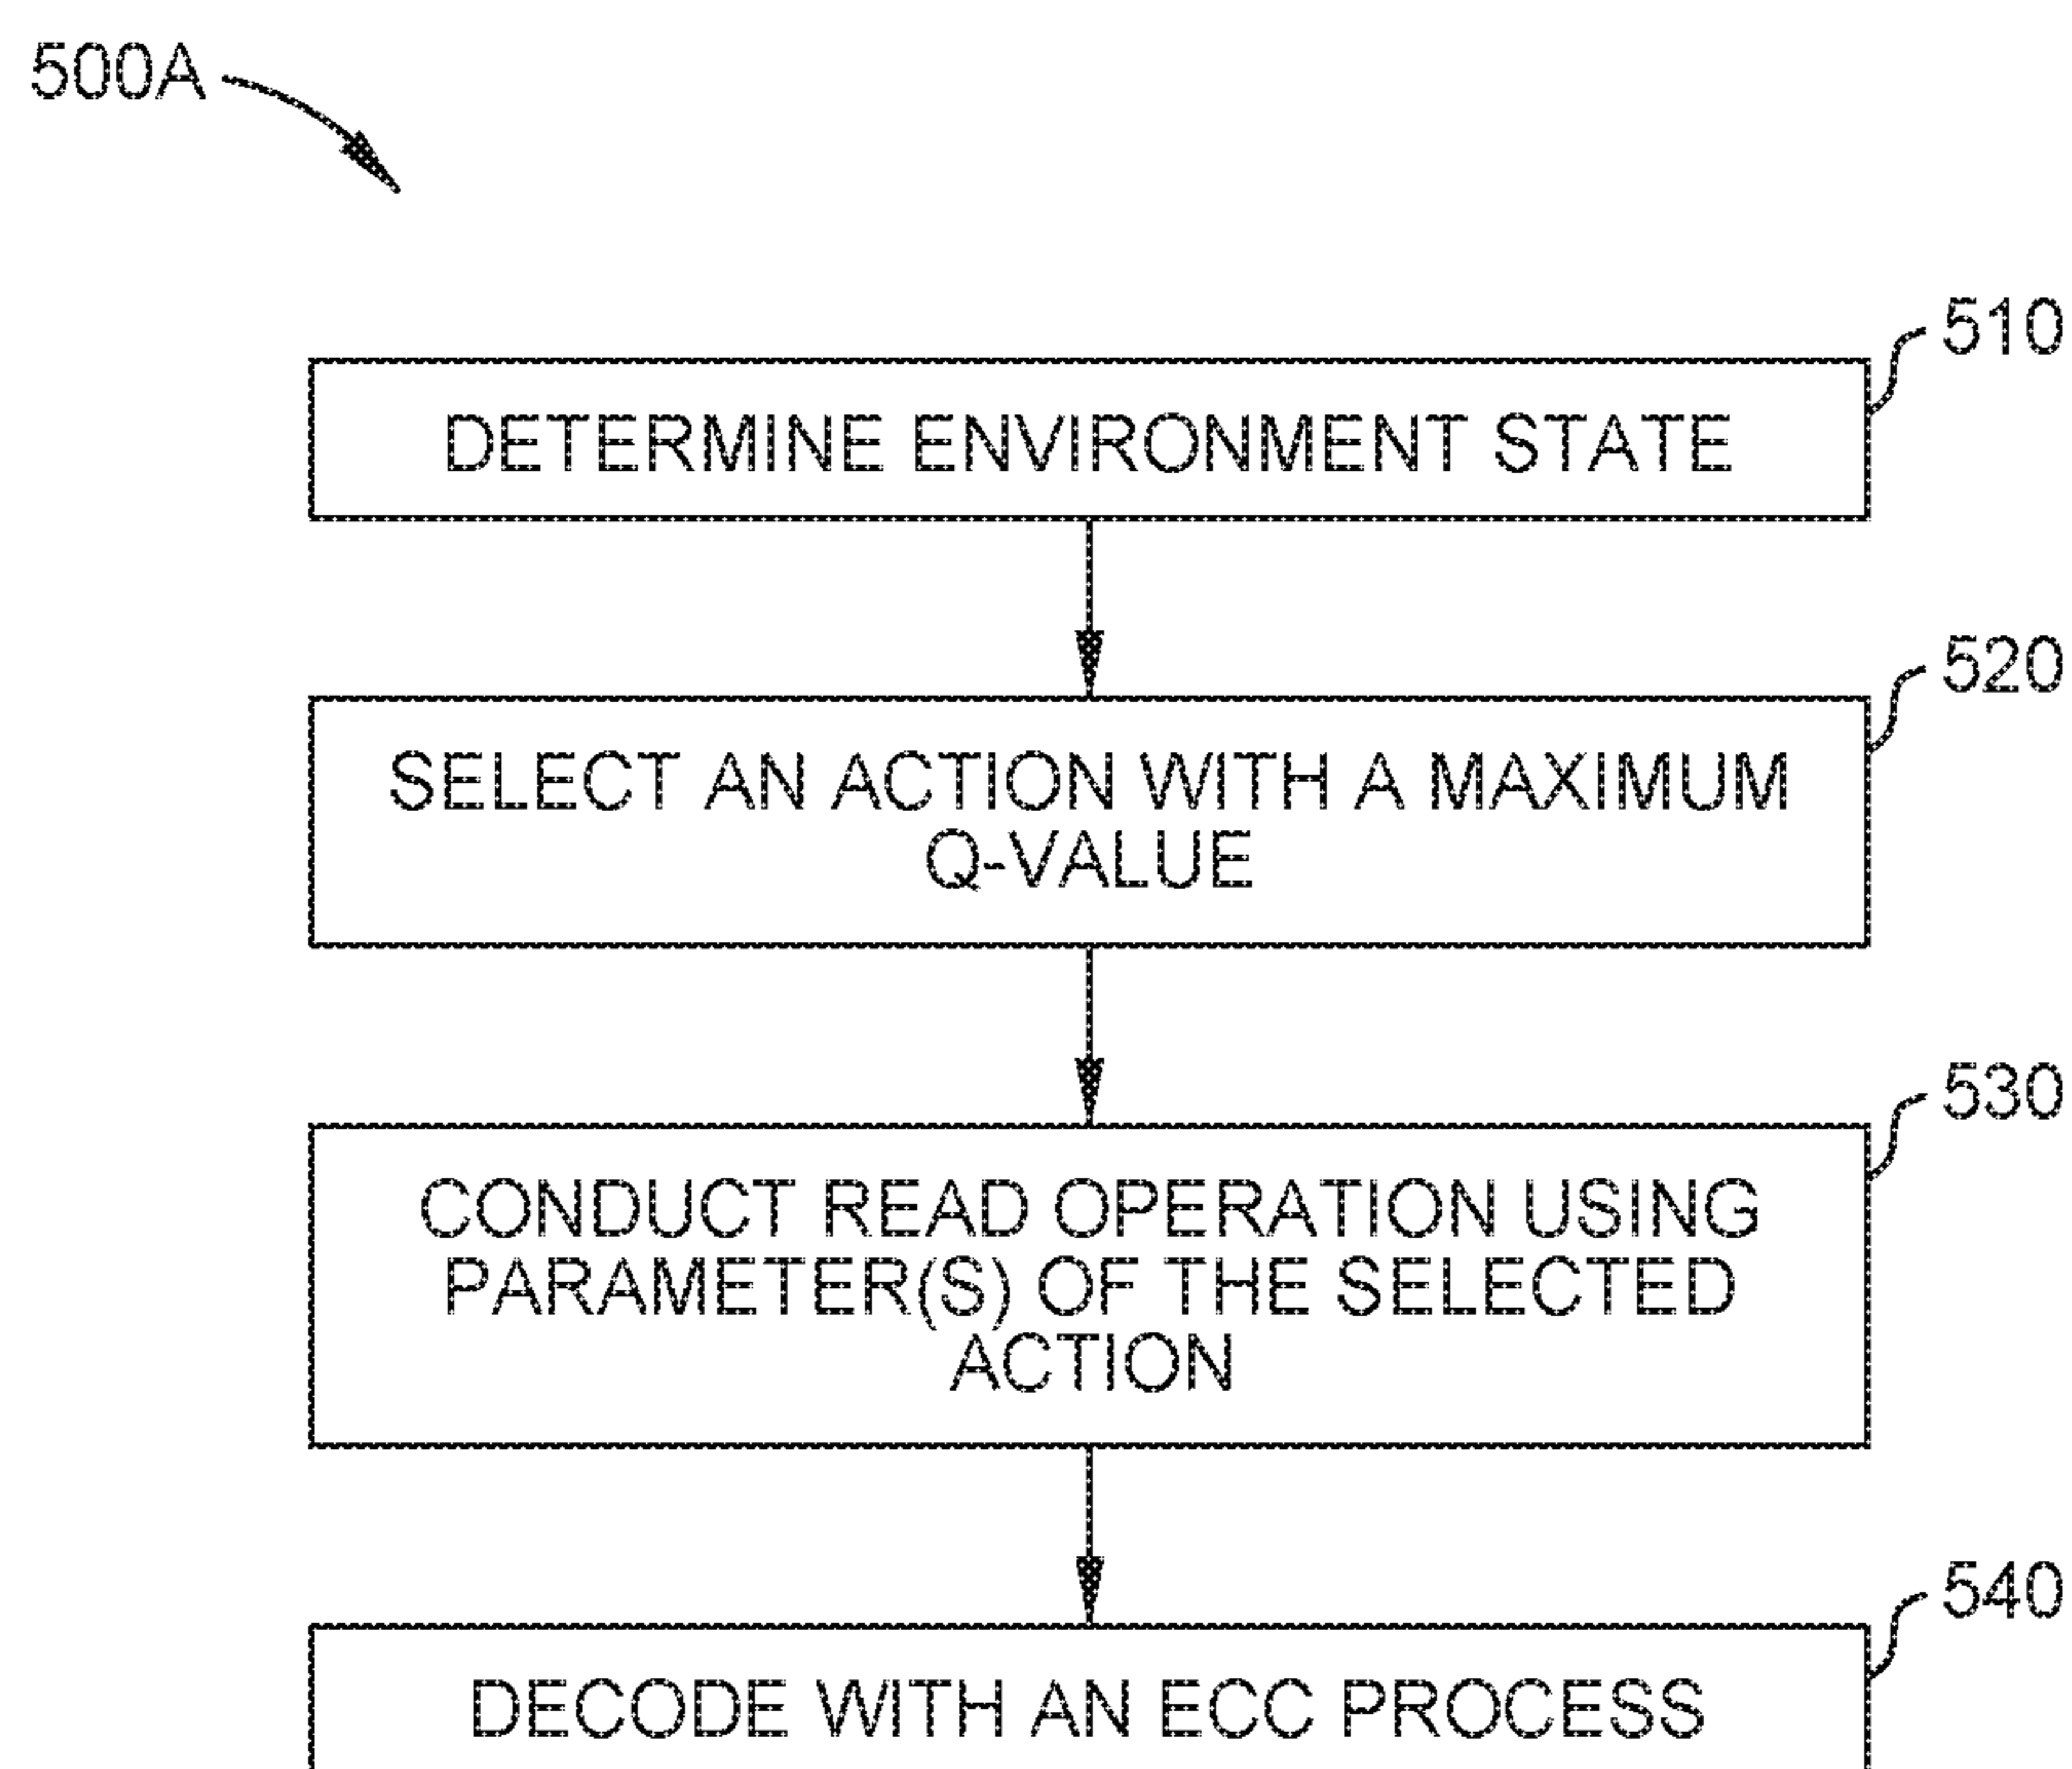 500A
510
DETERMINE ENVIRONMENT STATE
520
SELECT AN ACTION WITH A MAXIMUM
Q-VALUE
530
CONDUCT READ OPERATION USING
PARAMETER(S) OF THE SELECTED
ACTION
540
DECODE WITH AN ECC PROCESS